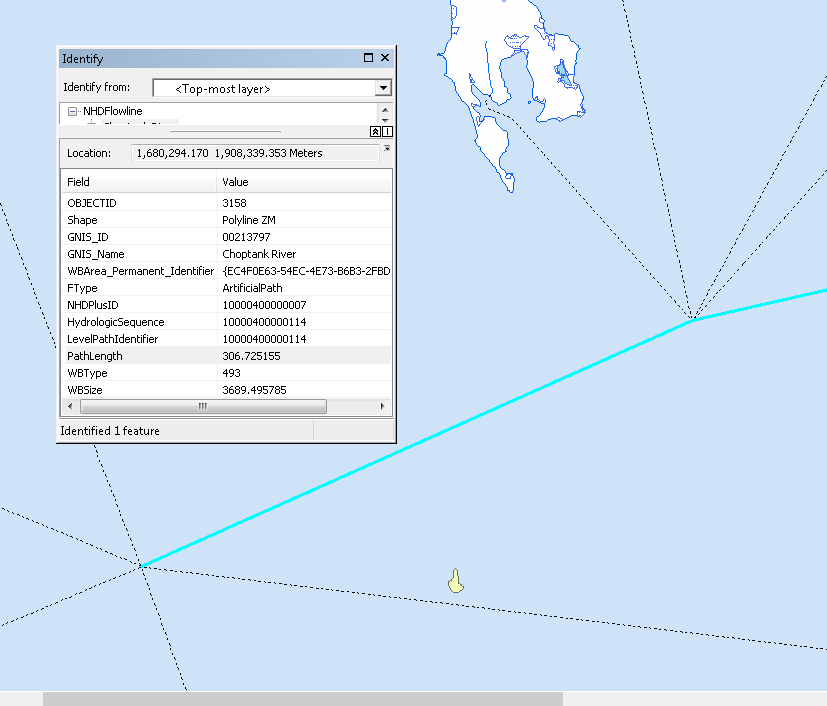 Identify
Identify from: <Top-most layer>
NHDFlowline
Location: 1,680,294.170 1,908,339.353 Meters
Field Value
OBJECTID 3158
Shape Polyline ZM
GNIS_ID 00213797
GNIS_Name Choptank River
WBArea_Permanent_Identifier {EC4F0E63-54EC-4E73-B6B3-2FBD
FType ArtificialPath
NHDPlusID 10000400000007
HydrologicSequence 10000400000114
LevelPathIdentifier 10000400000114
PathLength 306.725155
WBType 493
WBSize 3689.495785
Identified 1 feature